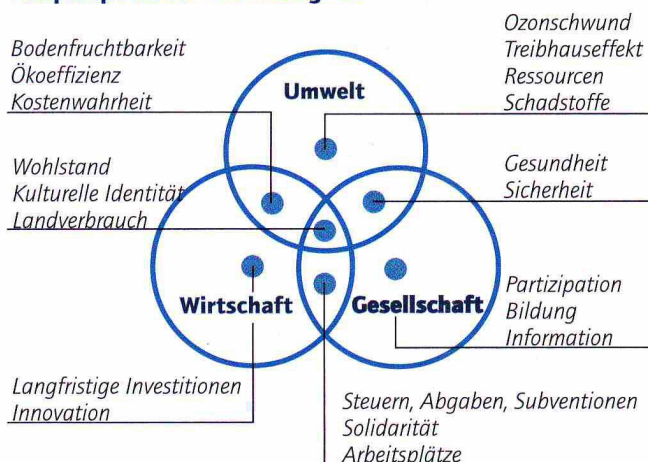 Bodenfruchtbarkeit
Ökoeffizienz
Kostenwahrheit
Ozonschwund
Treibhauseffekt
Ressourcen
Schadstoffe
Umwelt
Wohlstand
Kulturelle Identität
Landverbrauch
Gesundheit
Sicherheit
Wirtschaft
Gesellschaft
Partizipation
Bildung
Information
Langfristige Investitionen
Innovation
Steuern, Abgaben, Subventionen
Solidarität
Arbeitsplätze